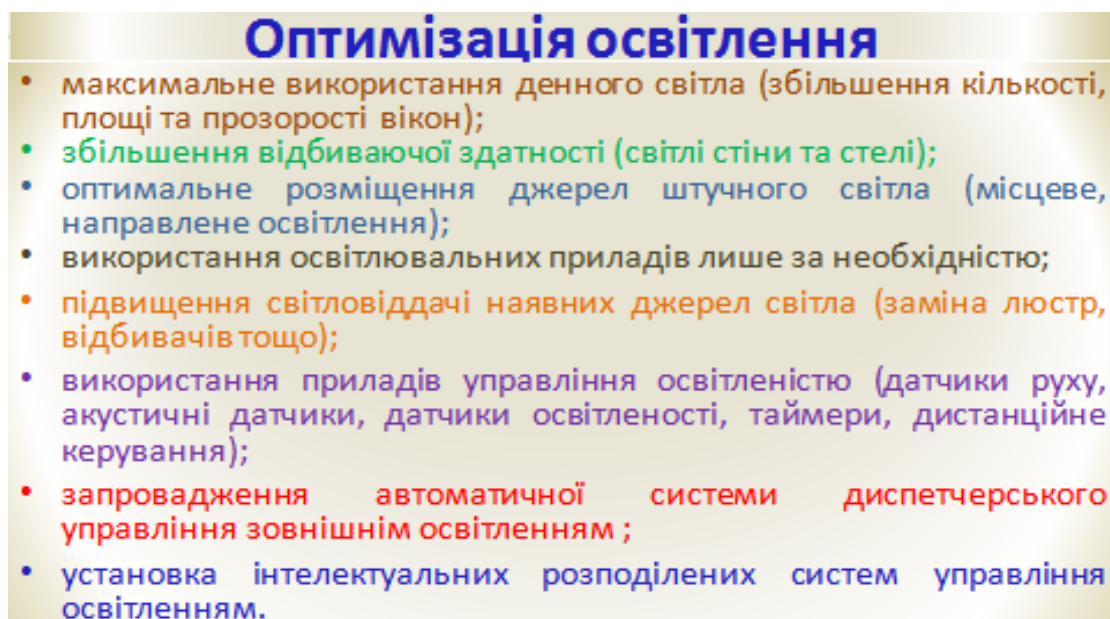 Оптимізація освітлення
• максимальне використання денного світла (збільшення кількості,
площі та прозорості вікон);
• збільшення відбиваючої здатності (світлі стіни та стелі);
• оптимальне розміщення джерел штучного світла (місцеве,
направлене освітлення);
• використання освітлювальних приладів лише за необхідністю;
• підвищення світловіддачі наявних джерел світла (заміна люстр,
відбивачів тощо);
• використання приладів управління освітленістю (датчики руху,
акустичні датчики, датчики освітленості, таймери, дистанційне
керування);
• запровадження автоматичної системи диспетчерського
управління зовнішнім освітленням ;
• установка інтелектуальних розподілених систем управління
освітленням.